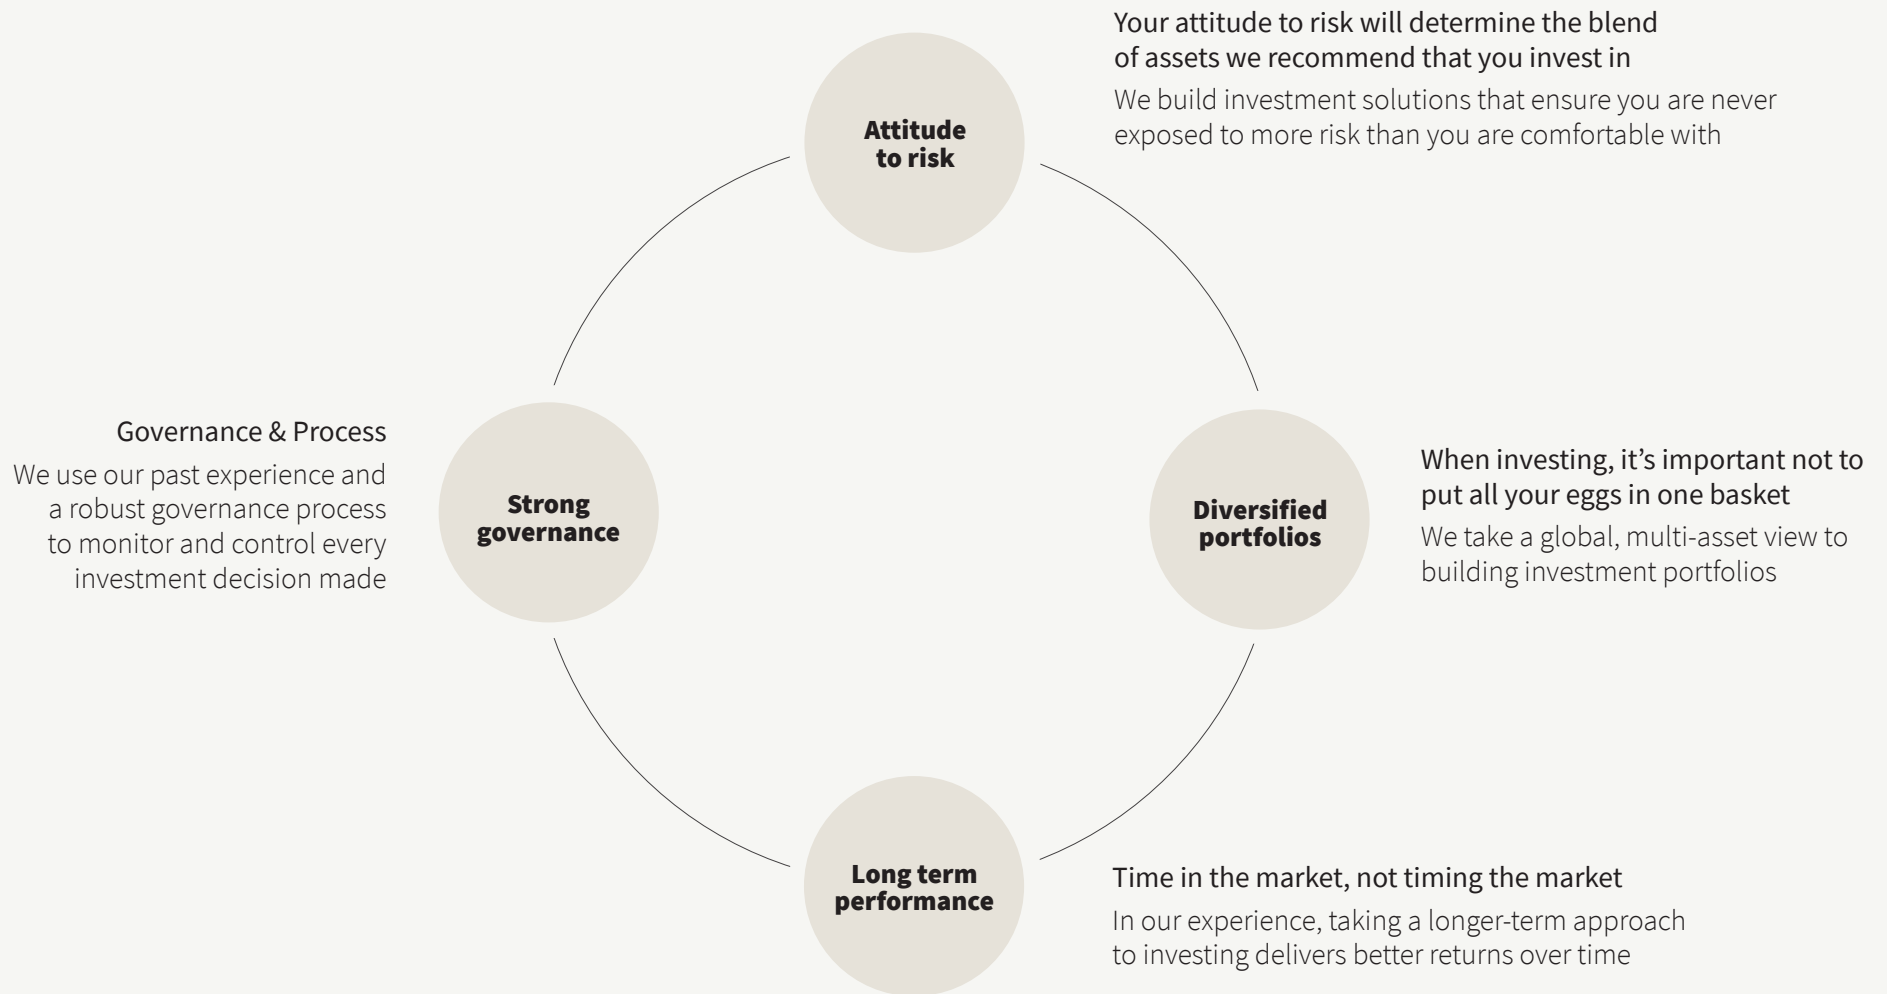 Your attitude to risk will determine the blend
of assets we recommend that you invest in
We build investment solutions that ensure you are never
exposed to more risk than you are comfortable with
Attitude
to risk
Governance & Process
We use our past experience and
a robust governance process
to monitor and control every
investment decision made
Strong
governance
Diversified
portfolios
When investing, it’s important not to
put all your eggs in one basket
We take a global, multi-asset view to
building investment portfolios
Long term
performance
Time in the market, not timing the market
In our experience, taking a longer-term approach
to investing delivers better returns over time